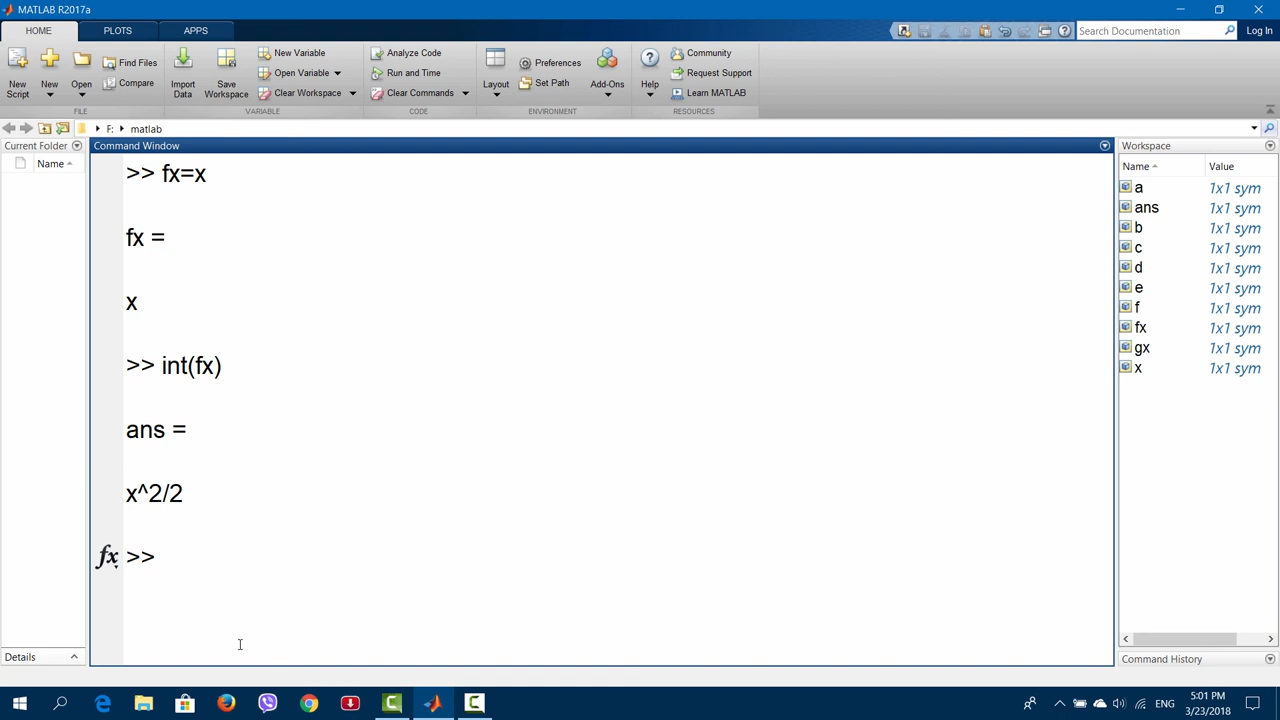 MATLAB R2017a
HOME PLOTS APPS Search Documentation Log In
New Script
New
Open
Find Files
Compare
FILE
Import Data
Save Workspace
New Variable
Open Variable
Clear Workspace
VARIABLE
Analyze Code
Run and Time
Clear Commands
CODE
Layout
Preferences
Set Path
Add-Ons
ENVIRONMENT
Help
Community
Request Support
Learn MATLAB
RESOURCES
F: matlab
Current Folder
Name
Details
Command Window
>> fx=x
fx =
x
>> int(fx)
ans =
x^2/2
fx >>
Workspace
Name Value
a 1x1 sym
ans 1x1 sym
b 1x1 sym
c 1x1 sym
d 1x1 sym
e 1x1 sym
f 1x1 sym
fx 1x1 sym
gx 1x1 sym
x 1x1 sym
Command History
ENG
5:01 PM
3/23/2018